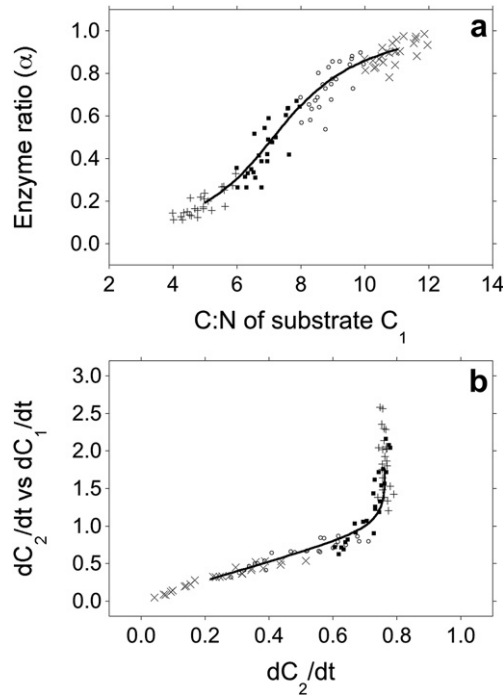 a
1.0
0.8
0.6
0.4
0.2
0.0
Enzyme ratio (α)
2 4 6 8 10 12 14
C:N of substrate C₁
b
3.0
2.5
2.0
1.5
1.0
0.5
0.0
dC₂/dt vs dC₁/dt
0.0 0.2 0.4 0.6 0.8 1.0
dC₂/dt